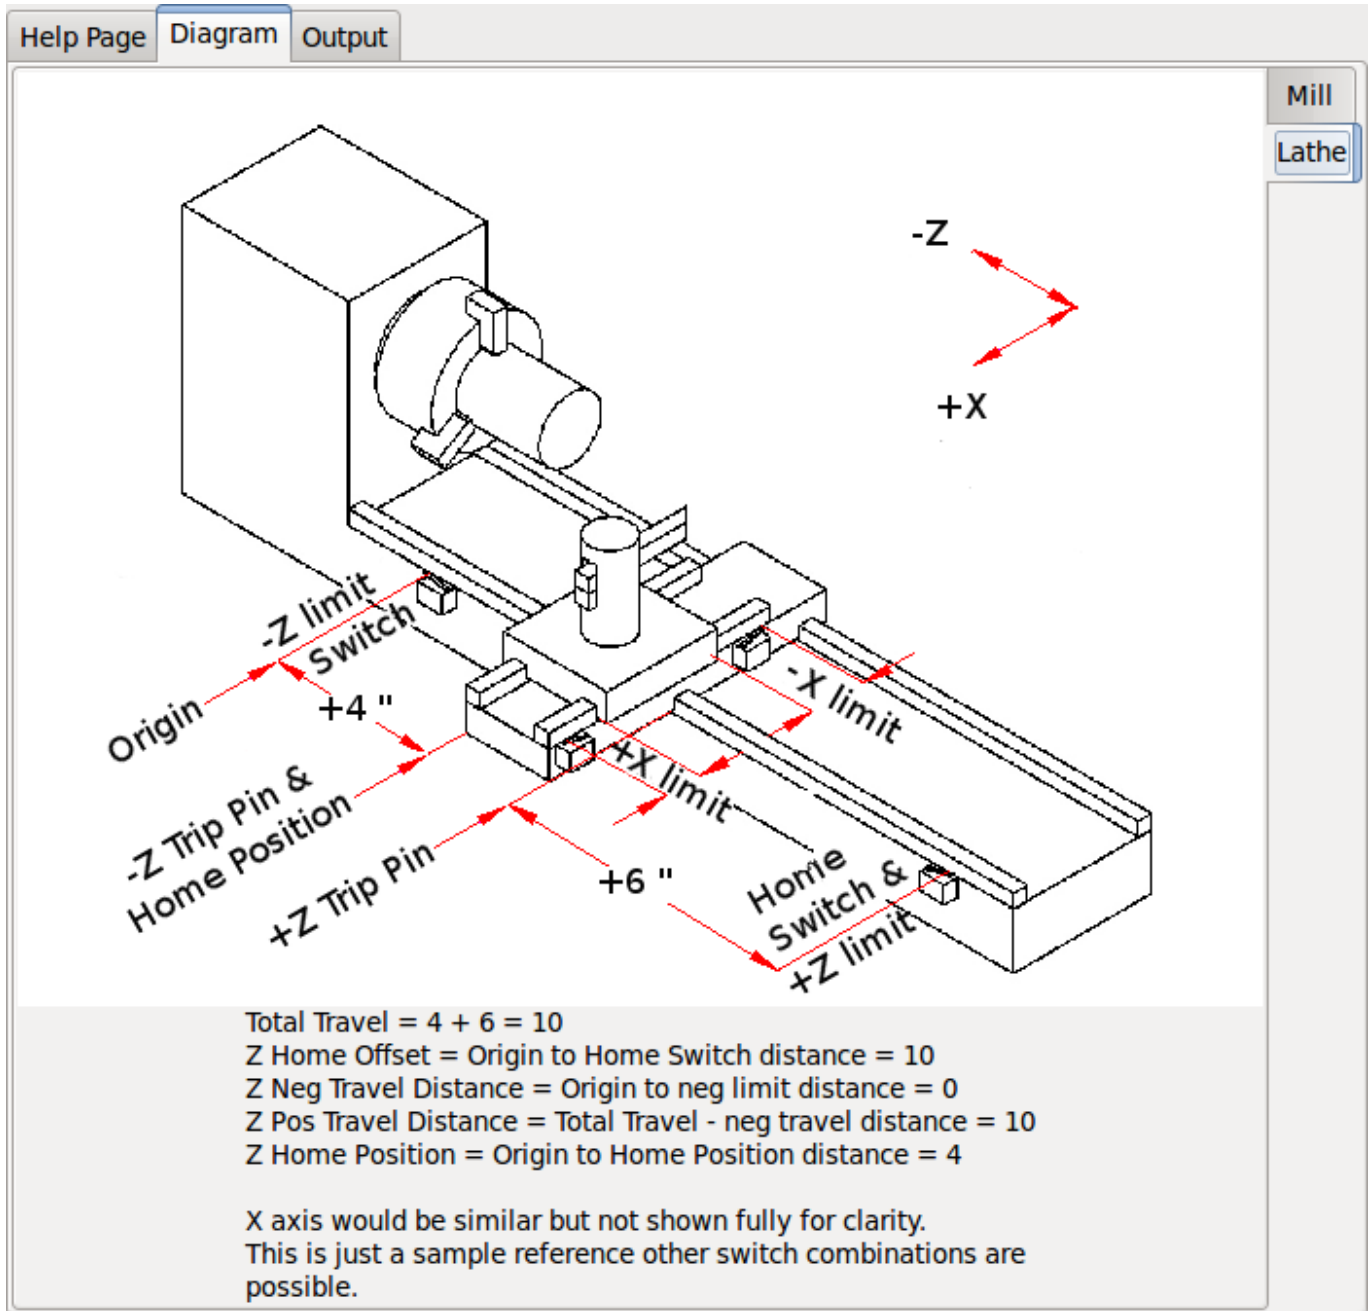 Help Page
Diagram
Output
Mill
Lathe
-Z
+X
-Z limit
Switch
Origin
+4 "
-X limit
+X limit
-Z Trip Pin &
Home Position
+Z Trip Pin
+6 "
Home
Switch &
+Z limit
Total Travel = 4 + 6 = 10
Z Home Offset = Origin to Home Switch distance = 10
Z Neg Travel Distance = Origin to neg limit distance = 0
Z Pos Travel Distance = Total Travel - neg travel distance = 10
Z Home Position = Origin to Home Position distance = 4
X axis would be similar but not shown fully for clarity.
This is just a sample reference other switch combinations are
possible.